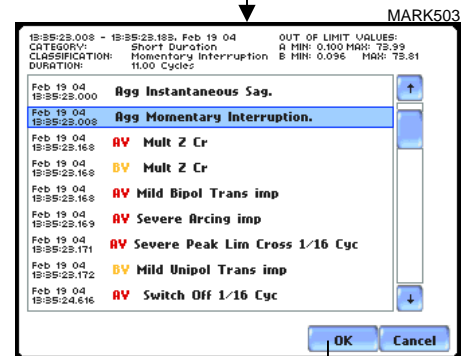 MARK503
13:35:23.008 - 13:35:23.183, Feb 19 04 OUT OF LIMIT VALUES:
CATEGORY: Short Duration A MIN: 0.100 MAX: 73.99
CLASSIFICATION: Momentary Interruption B MIN: 0.096 MAX: 73.81
DURATION: 11.00 Cycles
Feb 19 04
13:35:23.000 Agg Instantaneous Sag.
Feb 19 04
13:35:23.008 Agg Momentary Interruption.
Feb 19 04
13:35:23.168 AV Mult Z Cr
Feb 19 04
13:35:23.168 BV Mult Z Cr
Feb 19 04
13:35:23.168 AV Mild Bipol Trans imp
Feb 19 04
13:35:23.169 AV Severe Arcing imp
Feb 19 04
13:35:23.171 AV Severe Peak Lim Cross 1/16 Cyc
Feb 19 04
13:35:23.172 BV Mild Unipol Trans imp
Feb 19 04
13:35:24.616 AV Switch Off 1/16 Cyc
OK Cancel